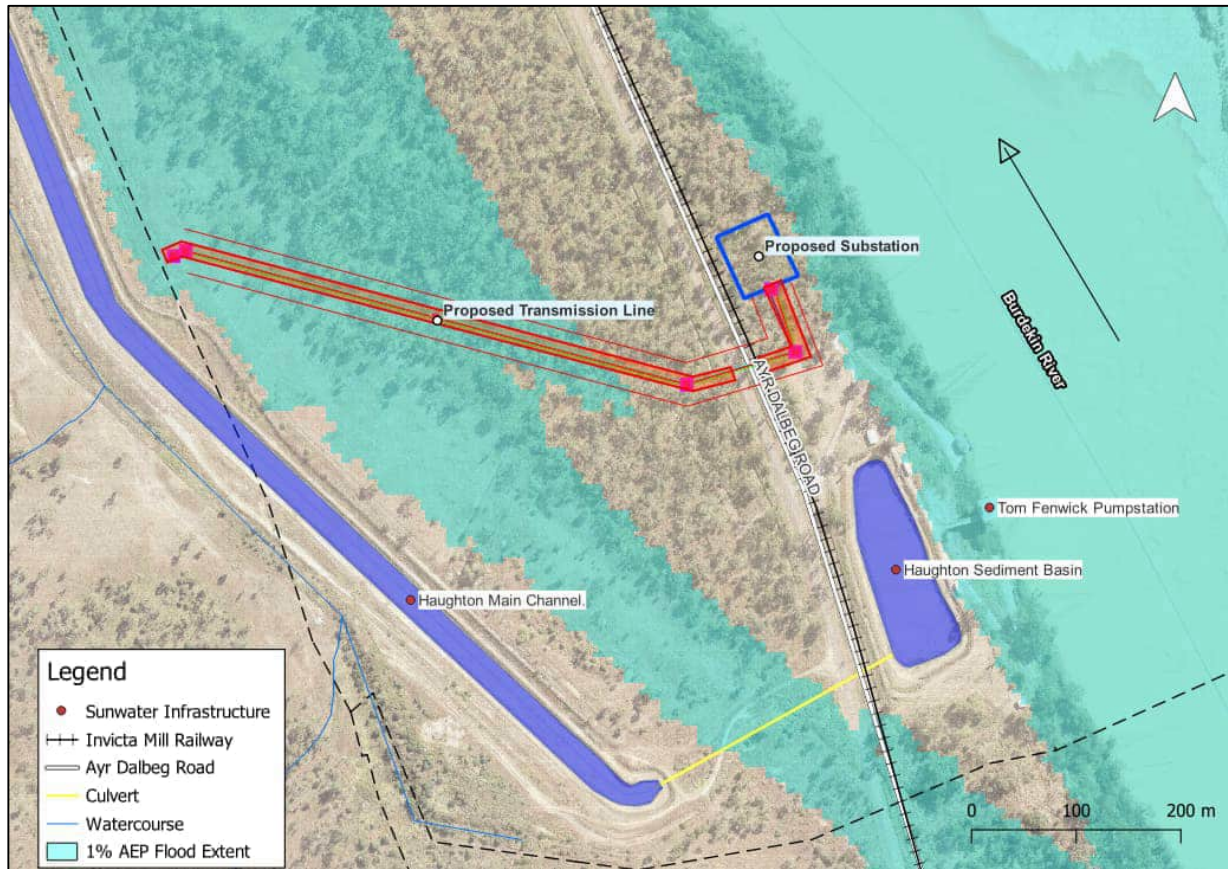 Proposed Substation
Proposed Transmission Line
Burdekin River
AYR DALBEG ROAD
Tom Fenwick Pumpstation
Haughton Sediment Basin
Haughton Main Channel.
Legend
Sunwater Infrastructure
Invicta Mill Railway
Ayr Dalbeg Road
Culvert
Watercourse
1% AEP Flood Extent
0 100 200 m